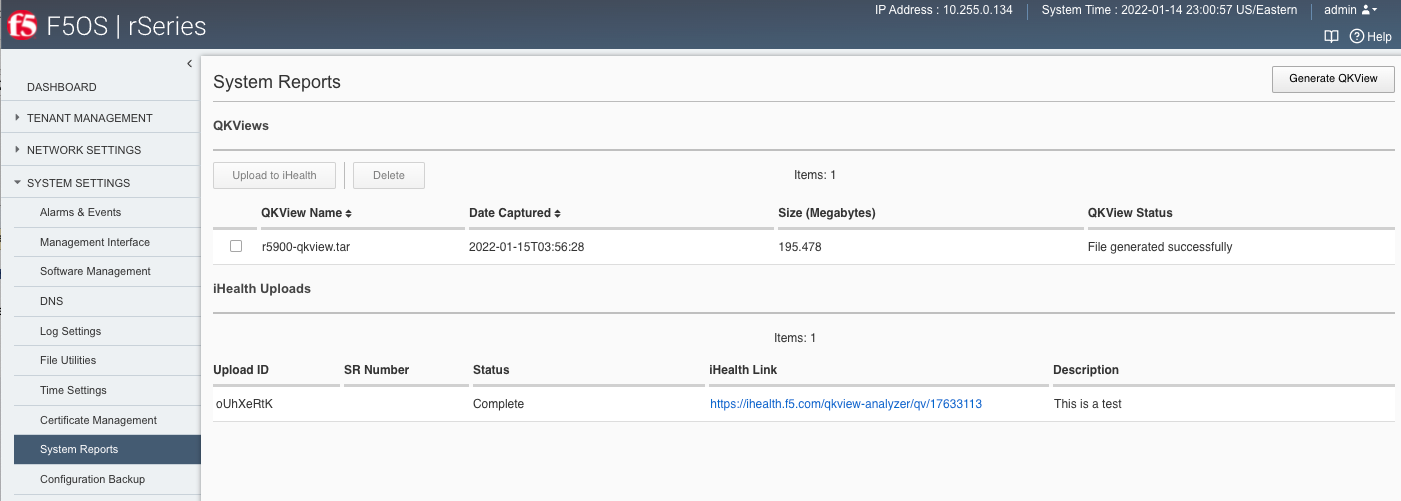 IP Address : 10.255.0.134 System Time : 2022-01-14 23:00:57 US/Eastern admin
f5 F5OS | rSeries
Help
DASHBOARD
TENANT MANAGEMENT
NETWORK SETTINGS
SYSTEM SETTINGS
Alarms & Events
Management Interface
Software Management
DNS
Log Settings
File Utilities
Time Settings
Certificate Management
System Reports
Configuration Backup
System Reports Generate QKView
QKViews
Upload to iHealth Delete Items: 1
QKView Name Date Captured Size (Megabytes) QKView Status
r5900-qkview.tar 2022-01-15T03:56:28 195.478 File generated successfully
iHealth Uploads
Items: 1
Upload ID SR Number Status iHealth Link Description
oUhXeRtK Complete https://ihealth.f5.com/qkview-analyzer/qv/17633113 This is a test